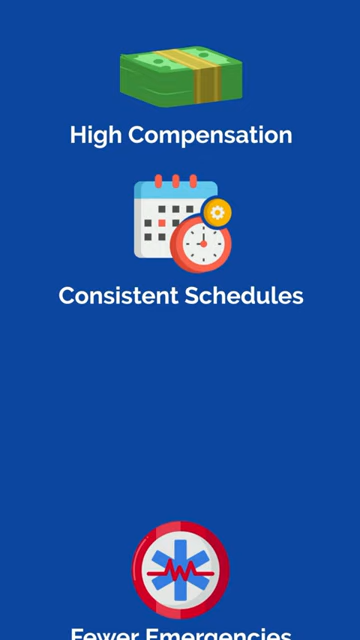 High Compensation
Consistent Schedules
Fewer Emergencies